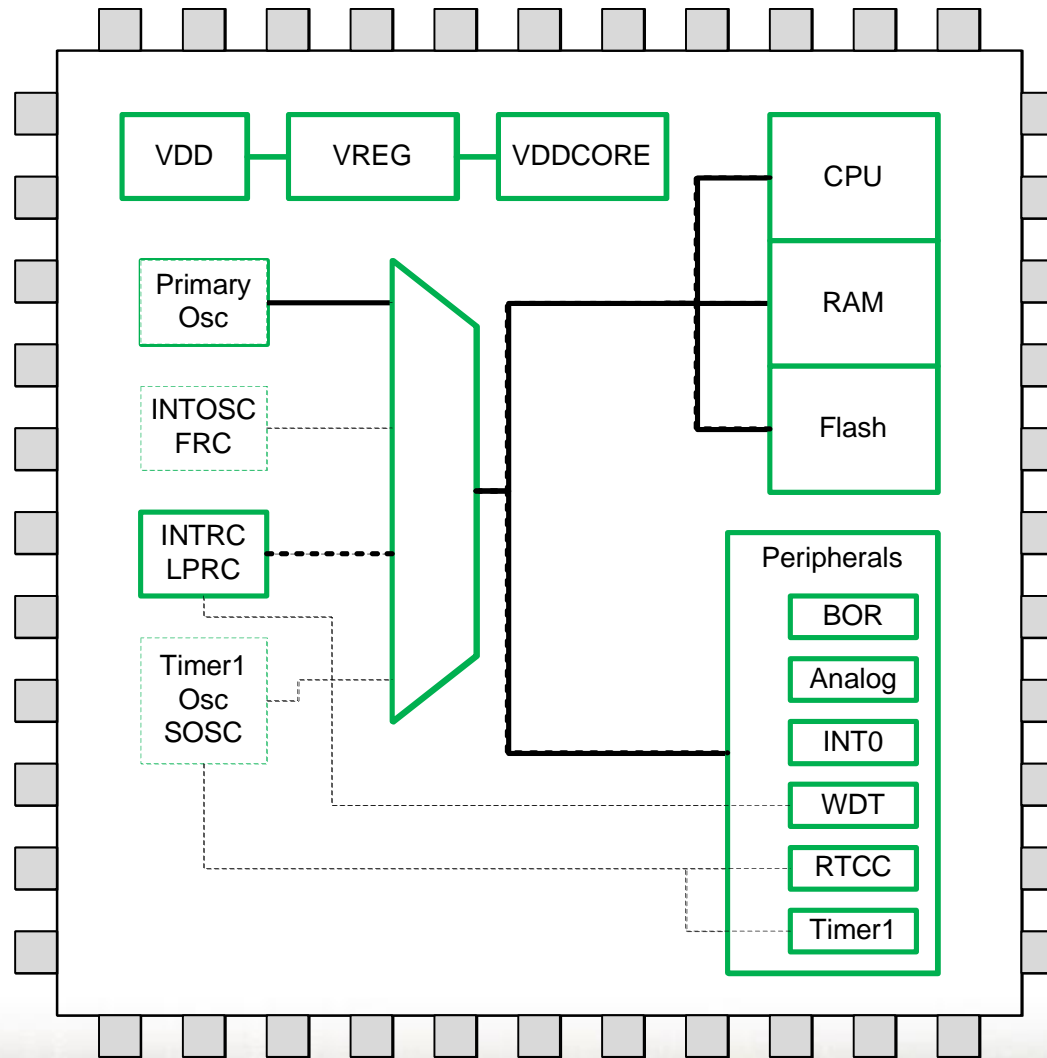 VDD
VREG
VDDCORE
CPU
RAM
Flash
Primary
Osc
INTOSC
FRC
INTRC
LPRC
Timer1
Osc
SOSC
Peripherals
BOR
Analog
INT0
WDT
RTCC
Timer1